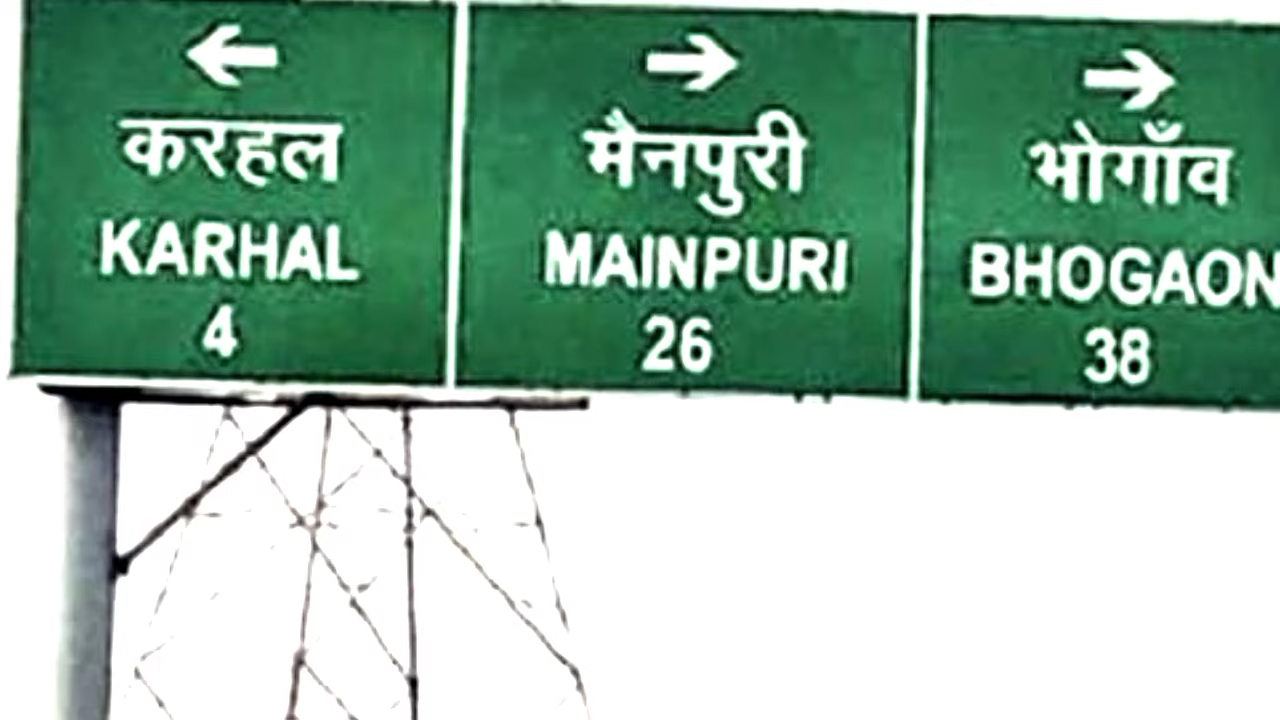 ←
करहल
KARHAL
4
→
मैनपुरी
MAINPURI
26
→
भोगाँव
BHOGAON
38